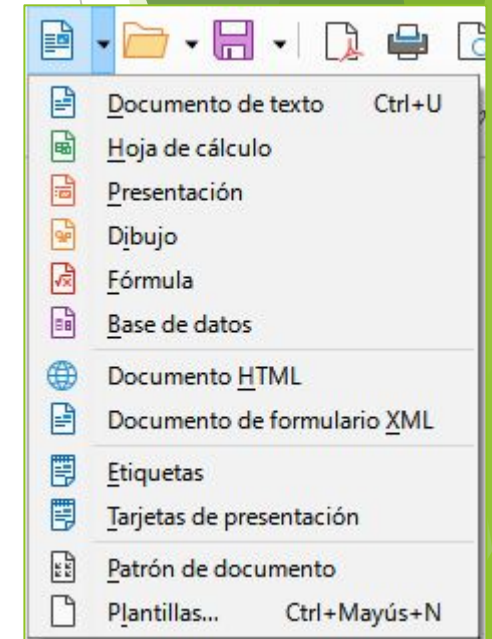 Documento de texto Ctrl+U
Hoja de cálculo
Presentación
Dibujo
Fórmula
Base de datos
Documento HTML
Documento de formulario XML
Etiquetas
Tarjetas de presentación
Patrón de documento
Plantillas... Ctrl+Mayús+N